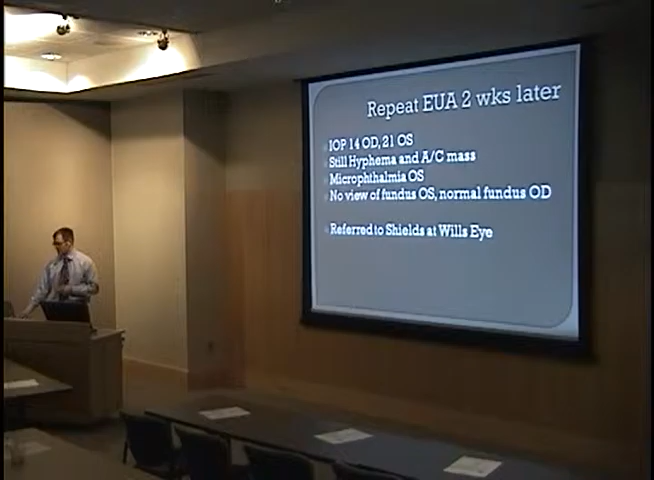 Repeat EUA 2 wks later
IOP 14 OD, 21 OS
Still Hyphema and A/C mass
Microphthalmia OS
No view of fundus OS, normal fundus OD
Referred to Shields at Wills Eye